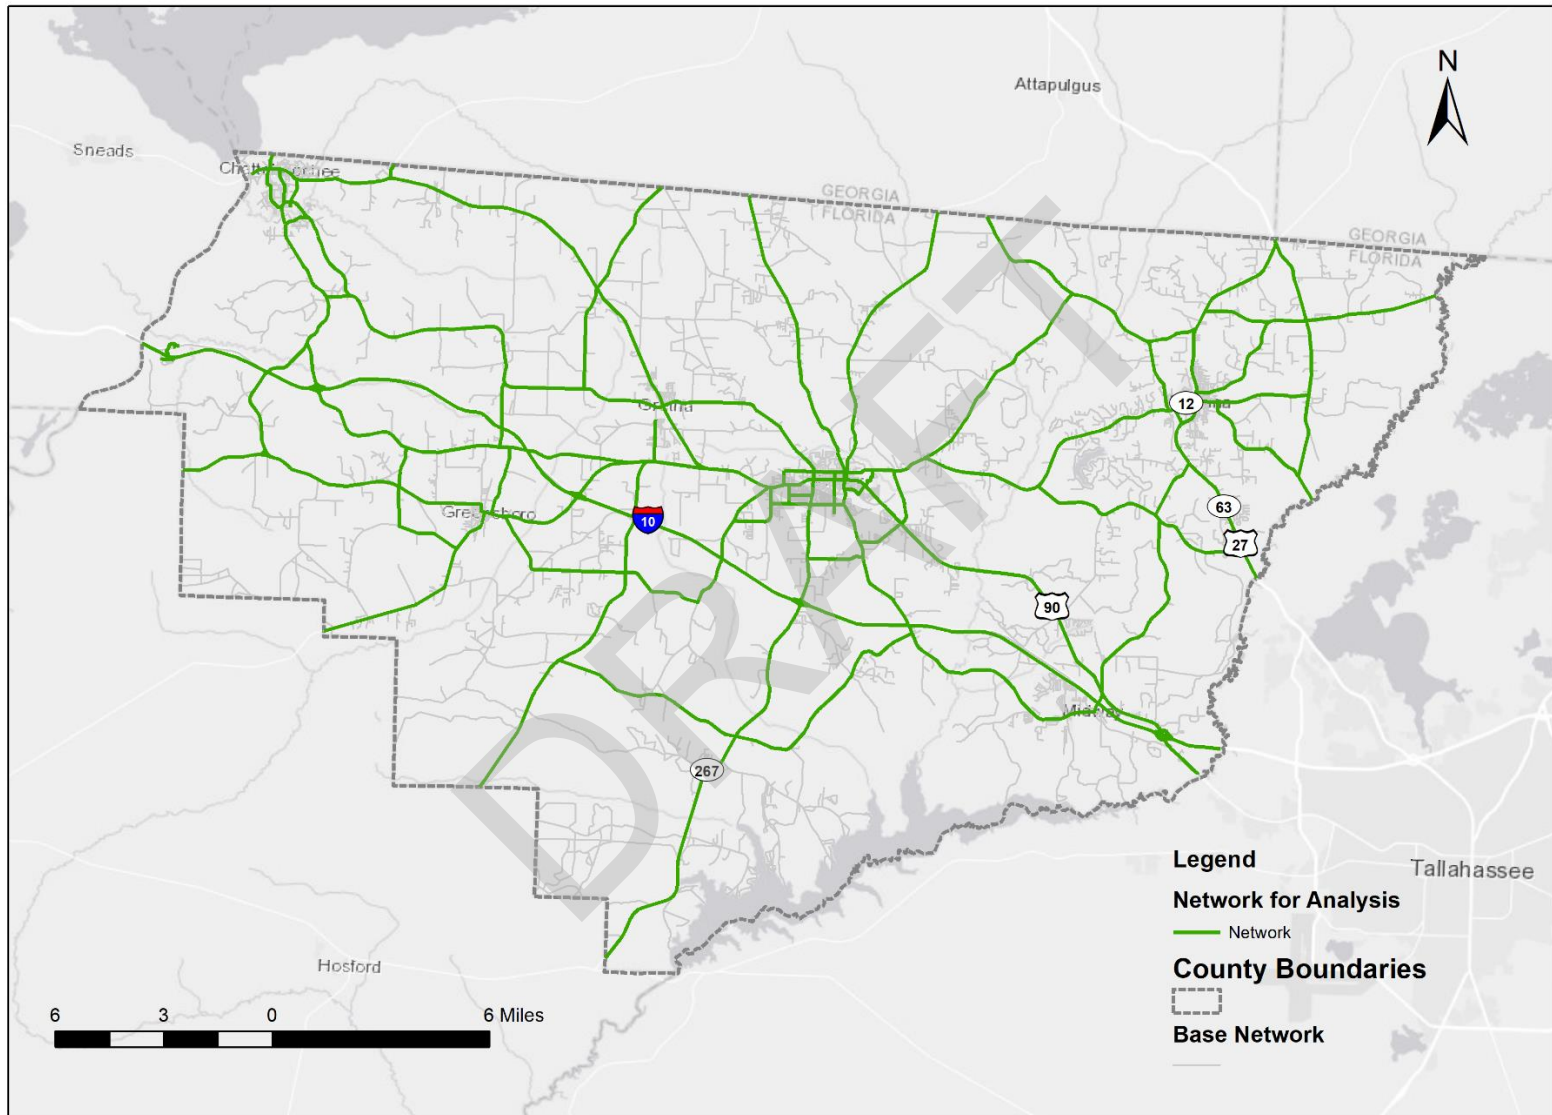 N
Attapulgus
Sneads
GEORGIA
FLORIDA
GEORGIA
FLORIDA
12
63
10
27
90
267
DRAFT
Legend
Network for Analysis
Network
County Boundaries
Base Network
Tallahassee
Hosford
6 3 0 6 Miles